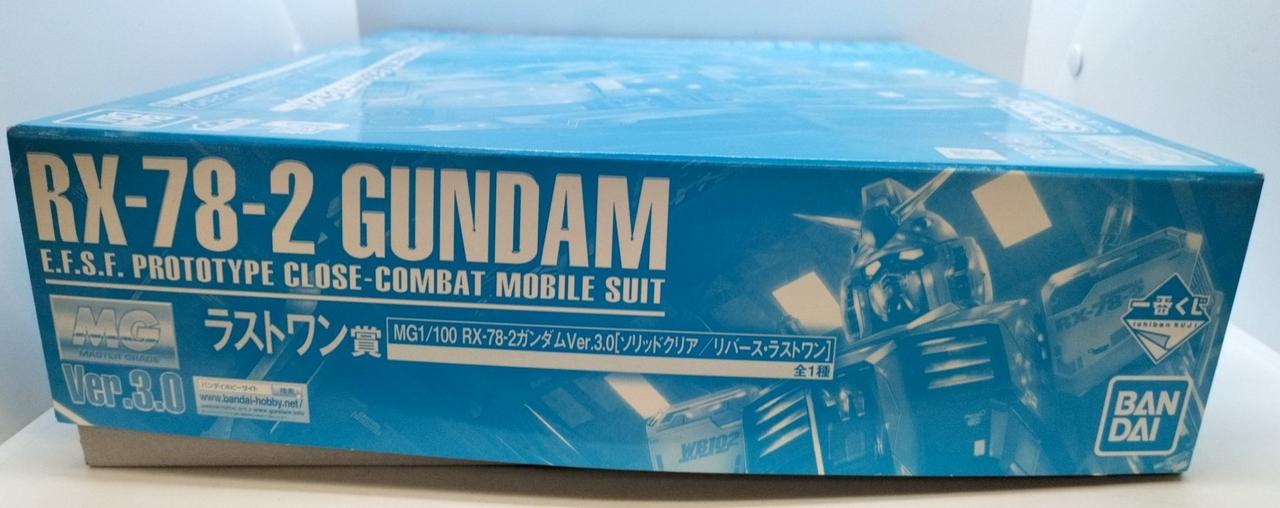 RX-78-2 GUNDAM
E.F.S.F. PROTOTYPE CLOSE-COMBAT MOBILE SUIT
MG
MASTER GRADE
Ver.3.0
ラストワン賞
MG1/100 RX-78-2ガンダムVer.3.0[ソリッドクリア／リバース・ラストワン]
全1種
バンダイホビーサイト 検索
www.bandai-hobby.net/
WB102
RX-78
一番くじ
Ichiban KUJI
BAN
DAI